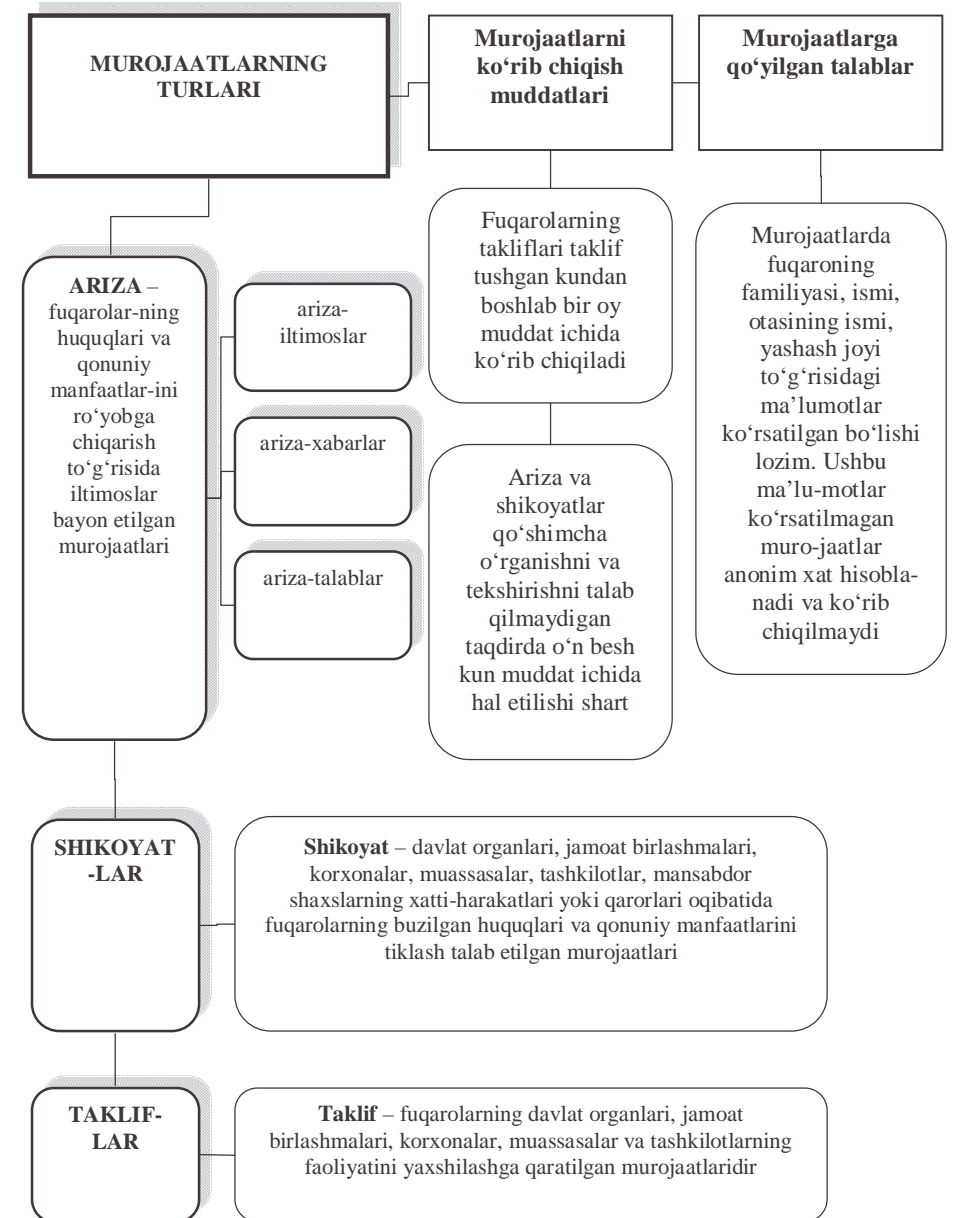 MUROJAATLARNING
TURLARI
Murojaatlarni
ko‘rib chiqish
muddatlari
Murojaatlarga
qo‘yilgan talablar
ARIZA –
fuqarolar-ning
huquqlari va
qonuniy
manfaatlar-ini
ro‘yobga
chiqarish
to‘g‘risida
iltimoslar
bayon etilgan
murojaatlari
ariza-
iltimoslar
ariza-xabarlar
ariza-talablar
Fuqarolarning
takliflari taklif
tushgan kundan
boshlab bir oy
muddat ichida
ko‘rib chiqiladi
Ariza va
shikoyatlar
qo‘shimcha
o‘rganishni va
tekshirishni talab
qilmaydigan
taqdirda o‘n besh
kun muddat ichida
hal etilishi shart
Murojaatlarda
fuqaroning
familiyasi, ismi,
otasining ismi,
yashash joyi
to‘g‘risidagi
ma’lumotlar
ko‘rsatilgan bo‘lishi
lozim. Ushbu
ma’lu-motlar
ko‘rsatilmagan
muro-jaatlar
anonim xat hisobla-
nadi va ko‘rib
chiqilmaydi
SHIKOYAT
-LAR
Shikoyat – davlat organlari, jamoat birlashmalari,
korxonalar, muassasalar, tashkilotlar, mansabdor
shaxslarning xatti-harakatlari yoki qarorlari oqibatida
fuqarolarning buzilgan huquqlari va qonuniy manfaatlarini
tiklash talab etilgan murojaatlari
TAKLIF-
LAR
Taklif – fuqarolarning davlat organlari, jamoat
birlashmalari, korxonalar, muassasalar va tashkilotlarning
faoliyatini yaxshilashga qaratilgan murojaatlaridir